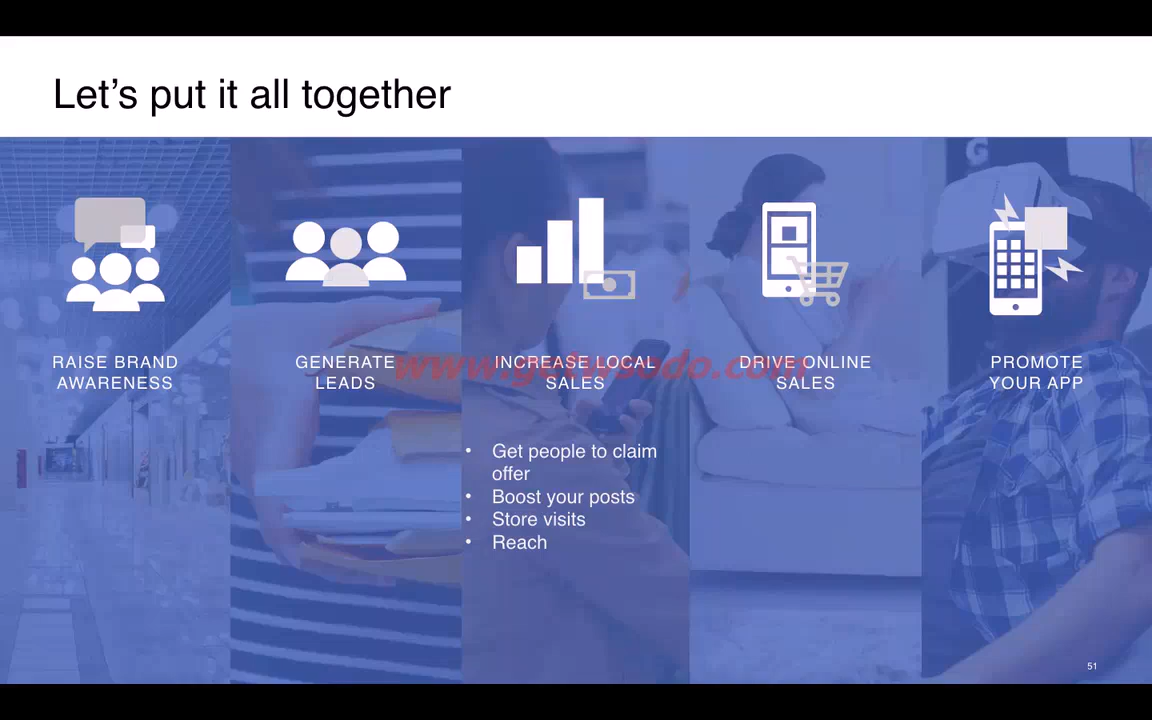 Let's put it all together
RAISE BRAND
AWARENESS
GENERATE
LEADS
INCREASE LOCAL
SALES
DRIVE ONLINE
SALES
PROMOTE
YOUR APP
www.getwsodo.com
• Get people to claim
offer
• Boost your posts
• Store visits
• Reach
51